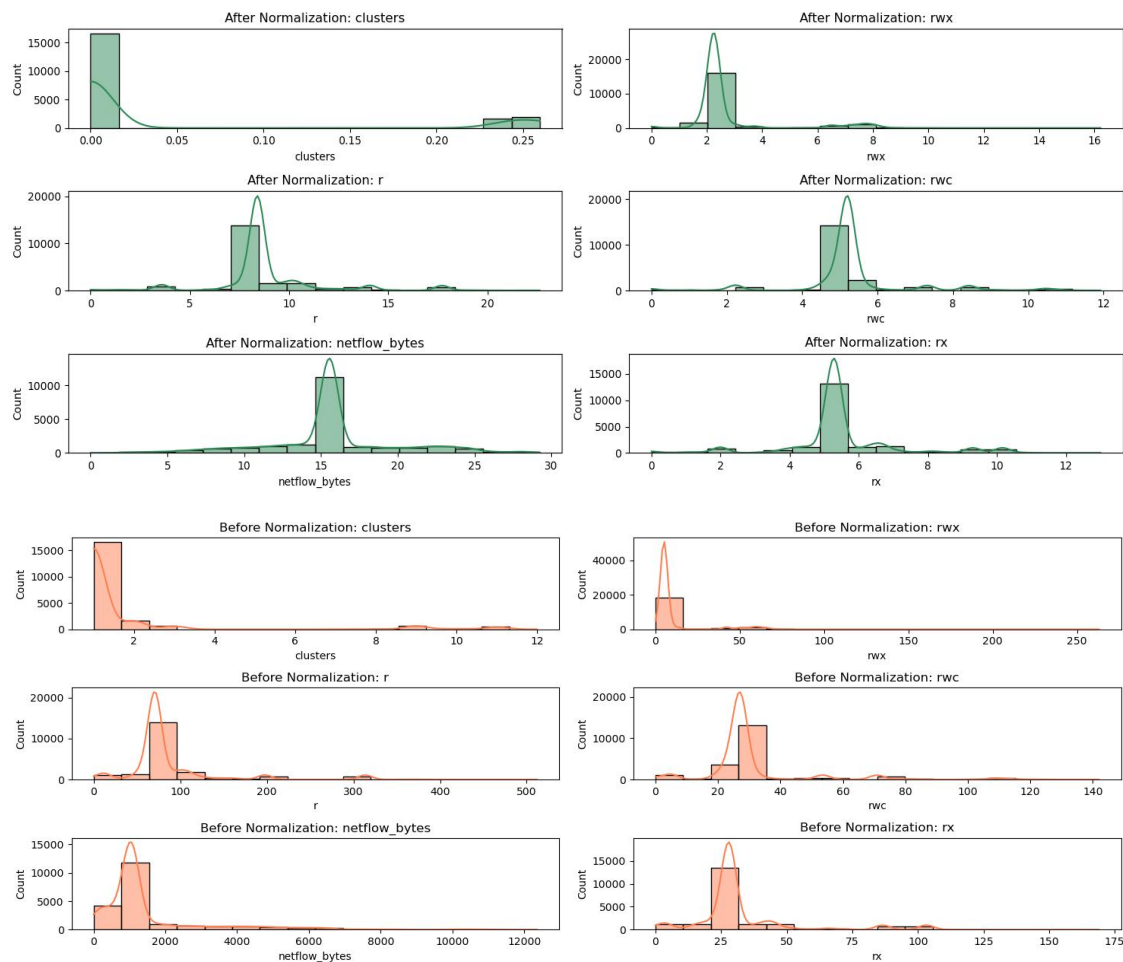 After Normalization: clusters
Count
15000
10000
5000
0
0.00 0.05 0.10 0.15 0.20 0.25
clusters
After Normalization: rwx
Count
20000
10000
0
0 2 4 6 8 10 12 14 16
rwx
After Normalization: r
Count
20000
10000
0
0 5 10 15 20
r
After Normalization: rwc
Count
20000
10000
0
0 2 4 6 8 10 12
rwc
After Normalization: netflow_bytes
Count
10000
5000
0
0 5 10 15 20 25 30
netflow_bytes
After Normalization: rx
Count
15000
10000
5000
0
0 2 4 6 8 10 12
rx
Before Normalization: clusters
Count
15000
10000
5000
0
2 4 6 8 10 12
clusters
Before Normalization: rwx
Count
40000
20000
0
0 50 100 150 200 250
rwx
Before Normalization: r
Count
20000
10000
0
0 100 200 300 400 500
r
Before Normalization: rwc
Count
20000
10000
0
0 20 40 60 80 100 120 140
rwc
Before Normalization: netflow_bytes
Count
15000
10000
5000
0
0 2000 4000 6000 8000 10000 12000
netflow_bytes
Before Normalization: rx
Count
15000
10000
5000
0
0 25 50 75 100 125 150 175
rx